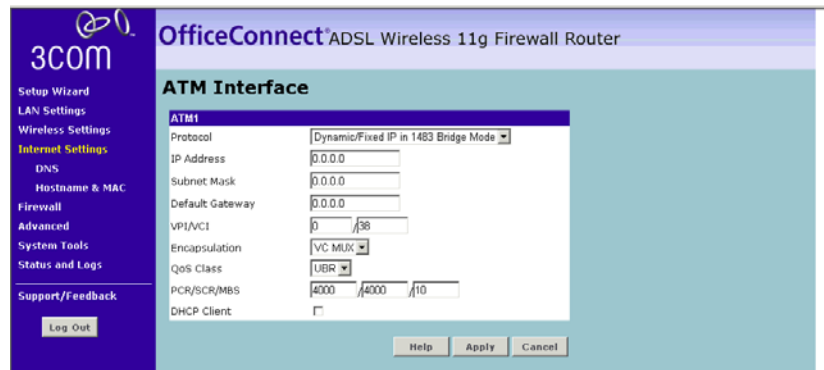 3COM
OfficeConnect® ADSL Wireless 11g Firewall Router
Setup Wizard
LAN Settings
Wireless Settings
Internet Settings
DNS
Hostname & MAC
Firewall
Advanced
System Tools
Status and Logs
Support/Feedback
Log Out
ATM Interface
ATM1
Protocol Dynamic/Fixed IP in 1483 Bridge Mode
IP Address 0.0.0.0
Subnet Mask 0.0.0.0
Default Gateway 0.0.0.0
VPI/VCI 0 /38
Encapsulation VC MUX
QoS Class UBR
PCR/SCR/MBS 4000 /4000 /10
DHCP Client
Help Apply Cancel